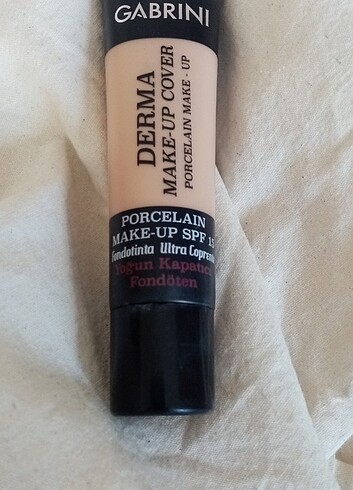 GABRINI
DERMA
MAKE-UP COVER
PORCELAIN MAKE - UP
PORCELAIN
MAKE-UP SPF 15
Fondotinta Ultra Coprente
Yoğun Kapatıcı
Fondöten